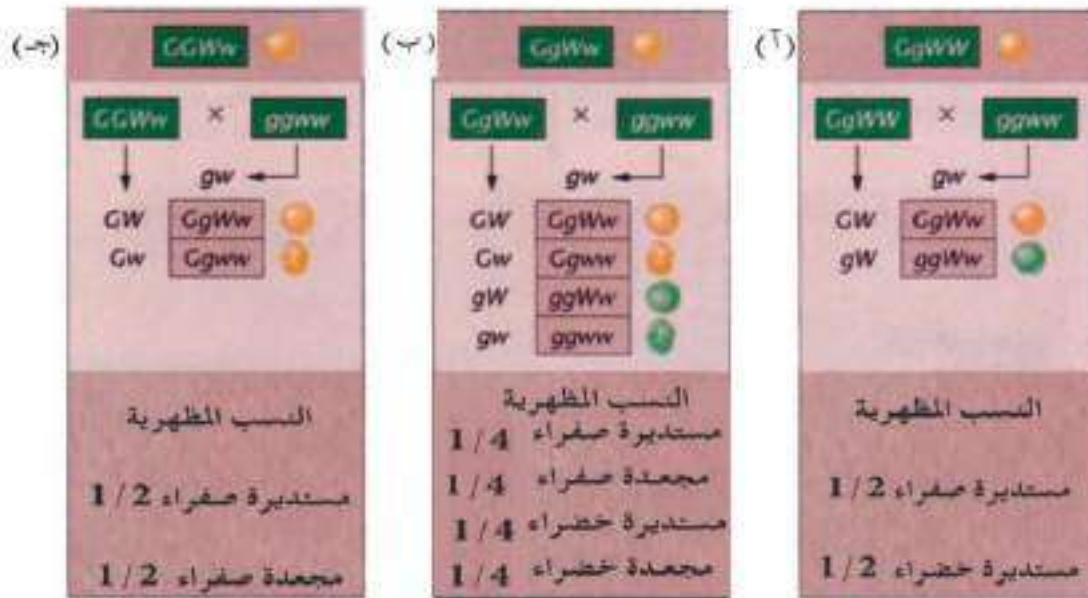 (آ)
GgWW
GgWW × ggww
gw
GW GgWw
gW ggWw
النسب المظهرية
مستديرة صفراء 1/2
مستديرة خضراء 1/2
(ب)
GgWw
GgWw × ggww
gw
GW GgWw
Gw Ggww
gW ggWw
gw ggww
النسب المظهرية
مستديرة صفراء 1/4
مجعدة صفراء 1/4
مستديرة خضراء 1/4
مجعدة خضراء 1/4
(جـ)
GGWw
GGWw × ggww
gw
GW GgWw
Gw Ggww
النسب المظهرية
مستديرة صفراء 1/2
مجعدة صفراء 1/2